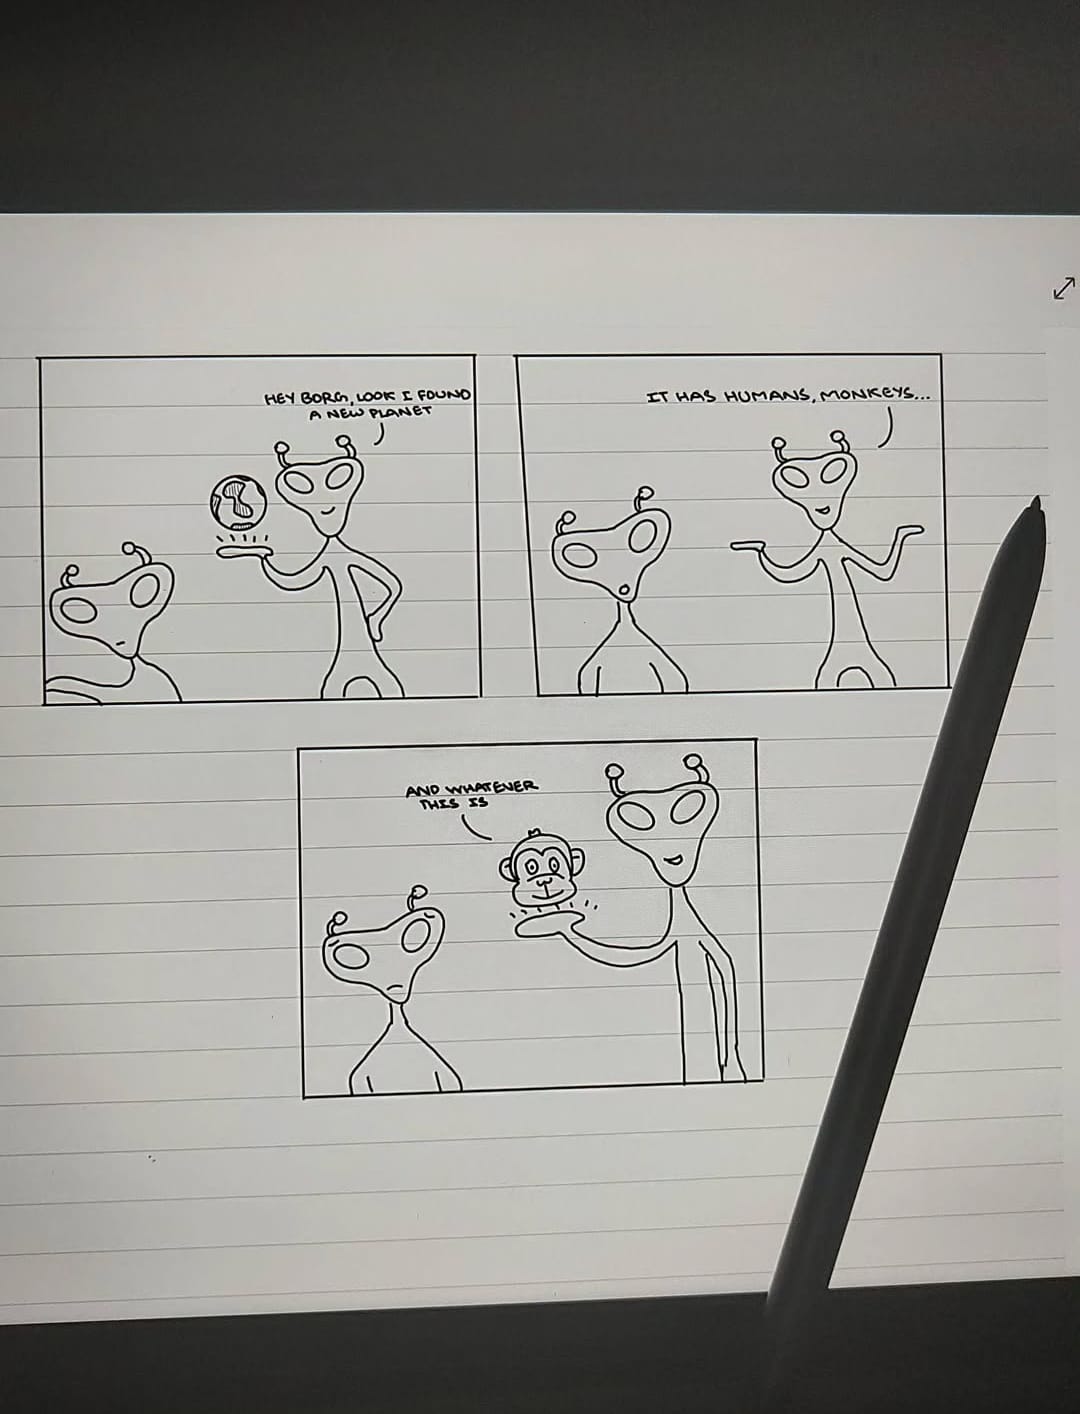 HEY BORG, LOOK I FOUND
A NEW PLANET
IT HAS HUMANS, MONKEYS...
AND WHATEVER
THIS IS